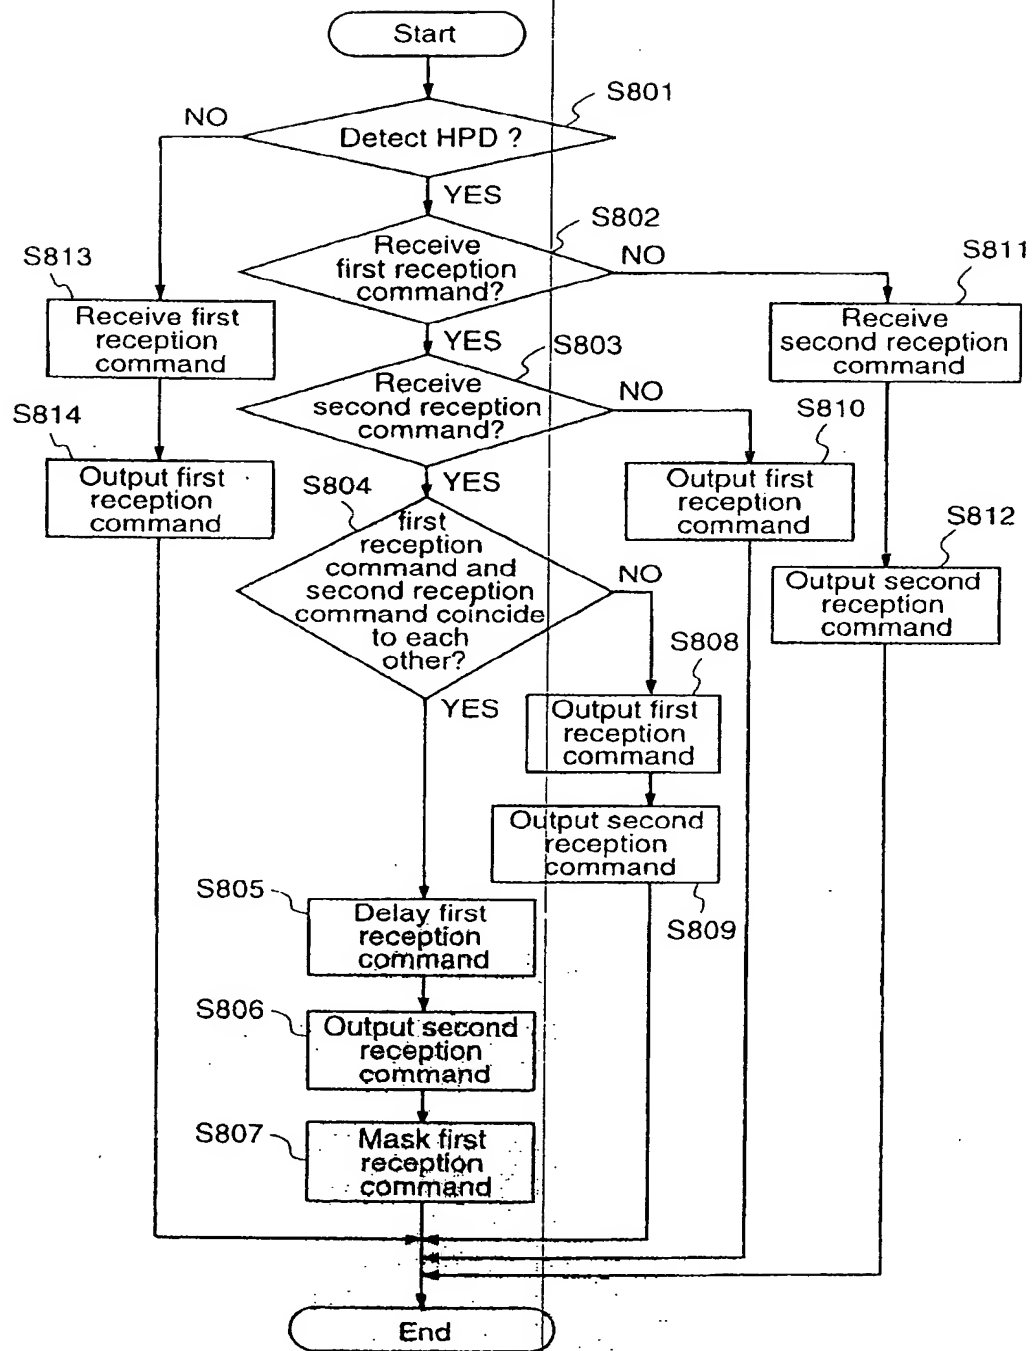 Start
S801
NO
Detect HPD ?
YES
S802
Receive
first reception
command?
NO
S811
S813
Receive first
reception
command
Receive
second reception
command
YES
S803
Receive
second reception
command?
NO
S810
S814
Output first
reception
command
YES
Output first
reception
command
S804
first
reception
command and
second reception
command coincide
to each
other?
NO
S812
Output second
reception
command
S808
YES
Output first
reception
command
Output second
reception
command
S809
S805
Delay first
reception
command
S806
Output second
reception
command
S807
Mask first
reception
command
End